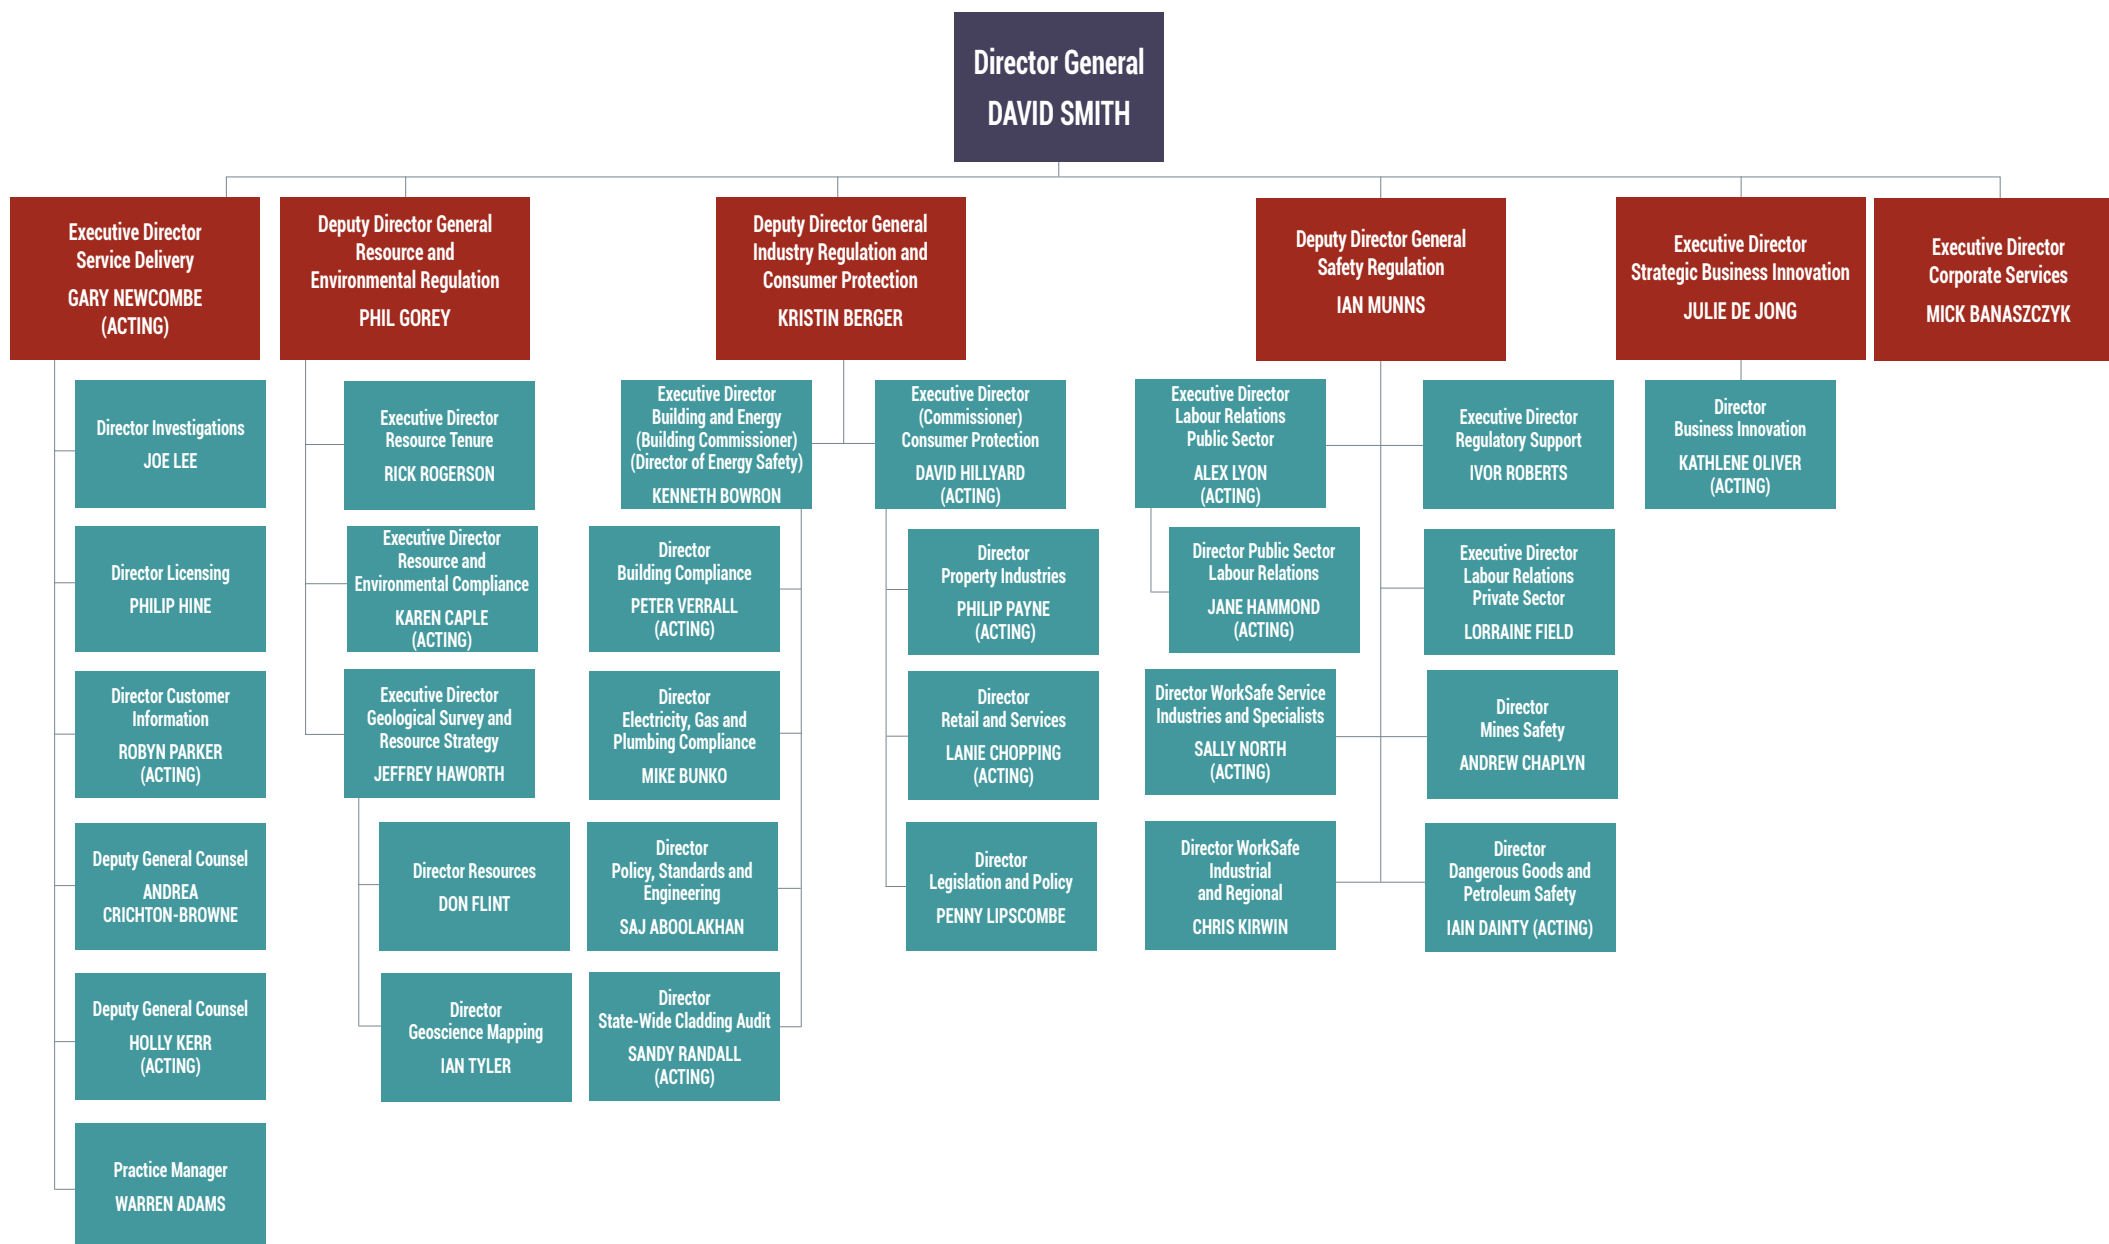 Director General
DAVID SMITH
Executive Director
Service Delivery
GARY NEWCOMBE
(ACTING)
Deputy Director General
Resource and
Environmental Regulation
PHIL GOREY
Deputy Director General
Industry Regulation and
Consumer Protection
KRISTIN BERGER
Deputy Director General
Safety Regulation
IAN MUNNS
Executive Director
Strategic Business Innovation
JULIE DE JONG
Executive Director
Corporate Services
MICK BANASZCZYK
Director Investigations
JOE LEE
Director Licensing
PHILIP HINE
Director Customer
Information
ROBYN PARKER
(ACTING)
Deputy General Counsel
ANDREA
CRICHTON-BROWNE
Deputy General Counsel
HOLLY KERR
(ACTING)
Practice Manager
WARREN ADAMS
Executive Director
Resource Tenure
RICK ROGERSON
Executive Director
Resource and
Environmental Compliance
KAREN CAPLE
(ACTING)
Executive Director
Geological Survey and
Resource Strategy
JEFFREY HAWORTH
Director Resources
DON FLINT
Director
Geoscience Mapping
IAN TYLER
Executive Director
Building and Energy
(Building Commissioner)
(Director of Energy Safety)
KENNETH BOWRON
Director
Building Compliance
PETER VERRALL
(ACTING)
Director
Electricity, Gas and
Plumbing Compliance
MIKE BUNKO
Director
Policy, Standards and
Engineering
SAJ ABOOLAKHAN
Director
State-Wide Cladding Audit
SANDY RANDALL
(ACTING)
Executive Director
(Commissioner)
Consumer Protection
DAVID HILLYARD
(ACTING)
Director
Property Industries
PHILIP PAYNE
(ACTING)
Director
Retail and Services
LANIE CHOPPING
(ACTING)
Director
Legislation and Policy
PENNY LIPSCOMBE
Executive Director
Labour Relations
Public Sector
ALEX LYON
(ACTING)
Director Public Sector
Labour Relations
JANE HAMMOND
(ACTING)
Director WorkSafe Service
Industries and Specialists
SALLY NORTH
(ACTING)
Director WorkSafe
Industrial
and Regional
CHRIS KIRWIN
Executive Director
Regulatory Support
IVOR ROBERTS
Executive Director
Labour Relations
Private Sector
LORRAINE FIELD
Director
Mines Safety
ANDREW CHAPLYN
Director
Dangerous Goods and
Petroleum Safety
IAIN DAINTY (ACTING)
Director
Business Innovation
KATHLENE OLIVER
(ACTING)